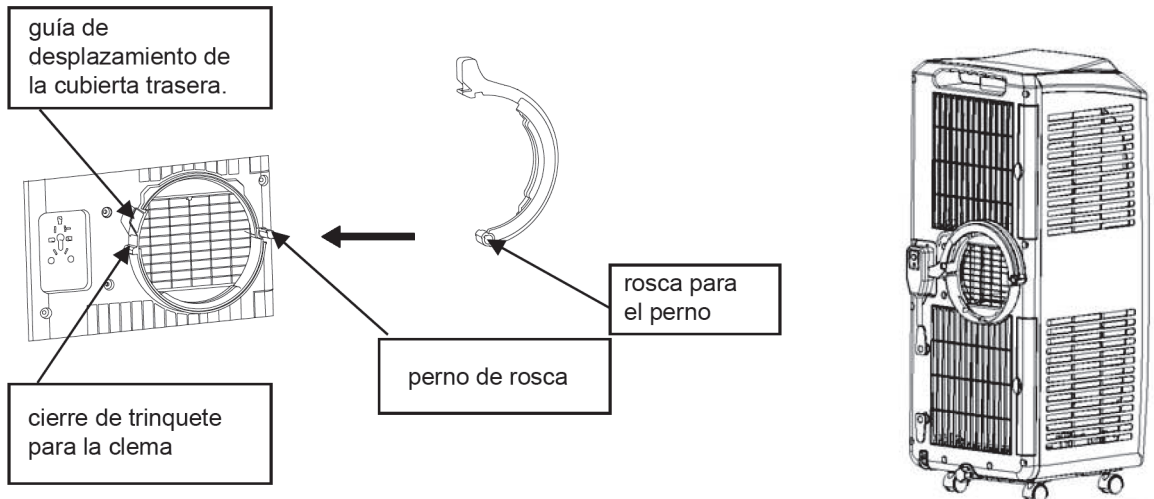 guía de
desplazamiento de
la cubierta trasera.
rosca para
el perno
perno de rosca
cierre de trinquete
para la clema